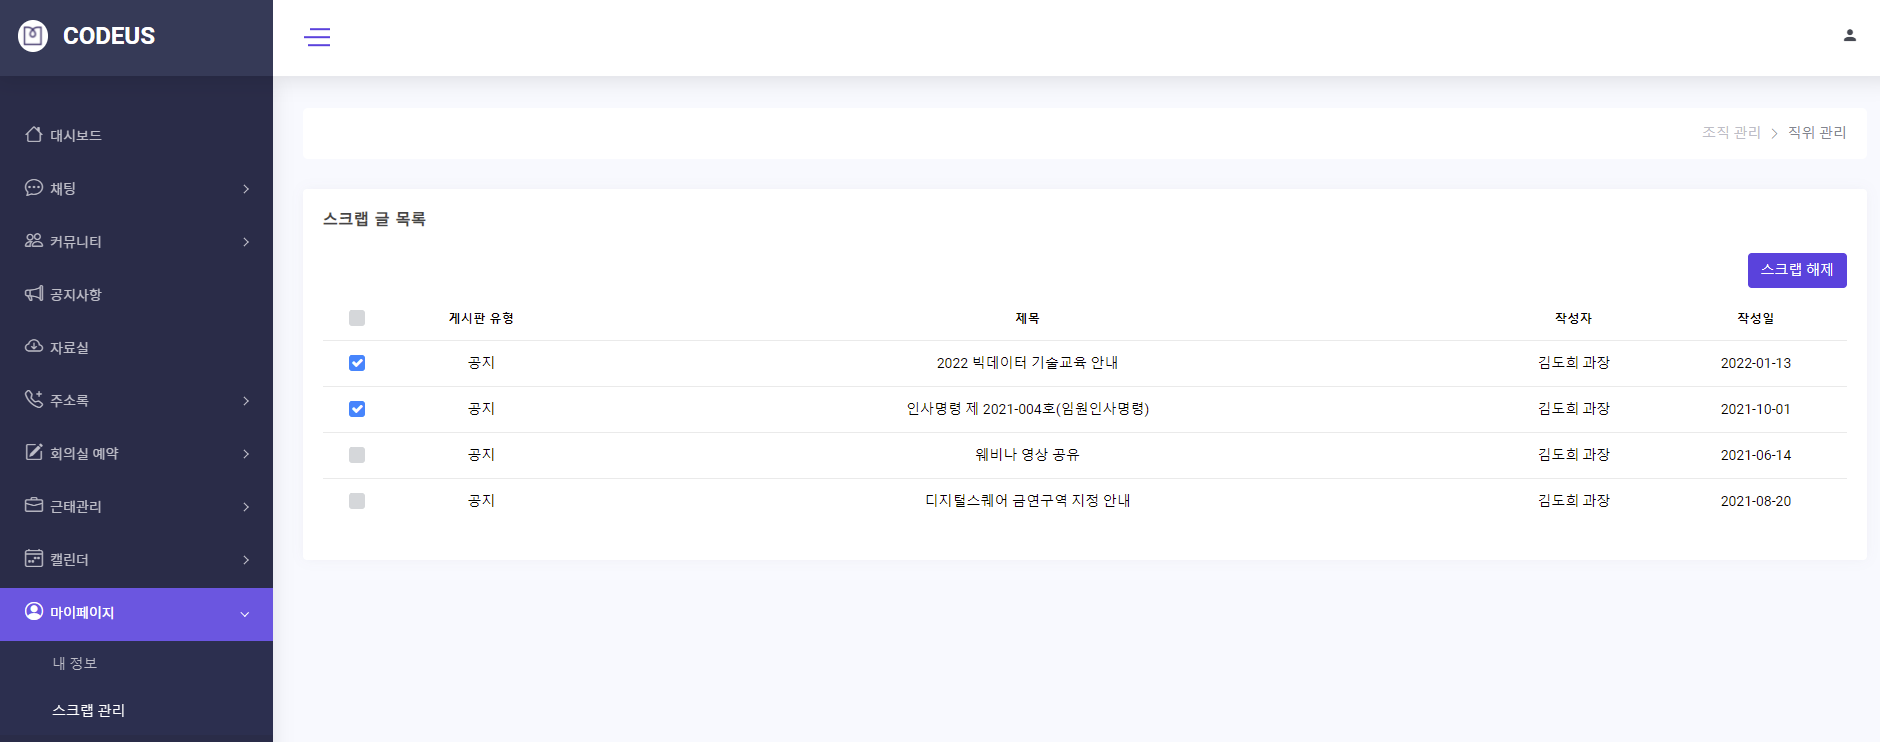 CODEUS
대시보드
채팅
커뮤니티
공지사항
자료실
주소록
회의실 예약
근태관리
캘린더
마이페이지
내 정보
스크랩 관리
조직 관리 > 직위 관리
스크랩 글 목록
스크랩 해제
게시판 유형 제목 작성자 작성일
공지 2022 빅데이터 기술교육 안내 김도희 과장 2022-01-13
공지 인사명령 제 2021-004호(임원인사명령) 김도희 과장 2021-10-01
공지 웨비나 영상 공유 김도희 과장 2021-06-14
공지 디지털스퀘어 금연구역 지정 안내 김도희 과장 2021-08-20